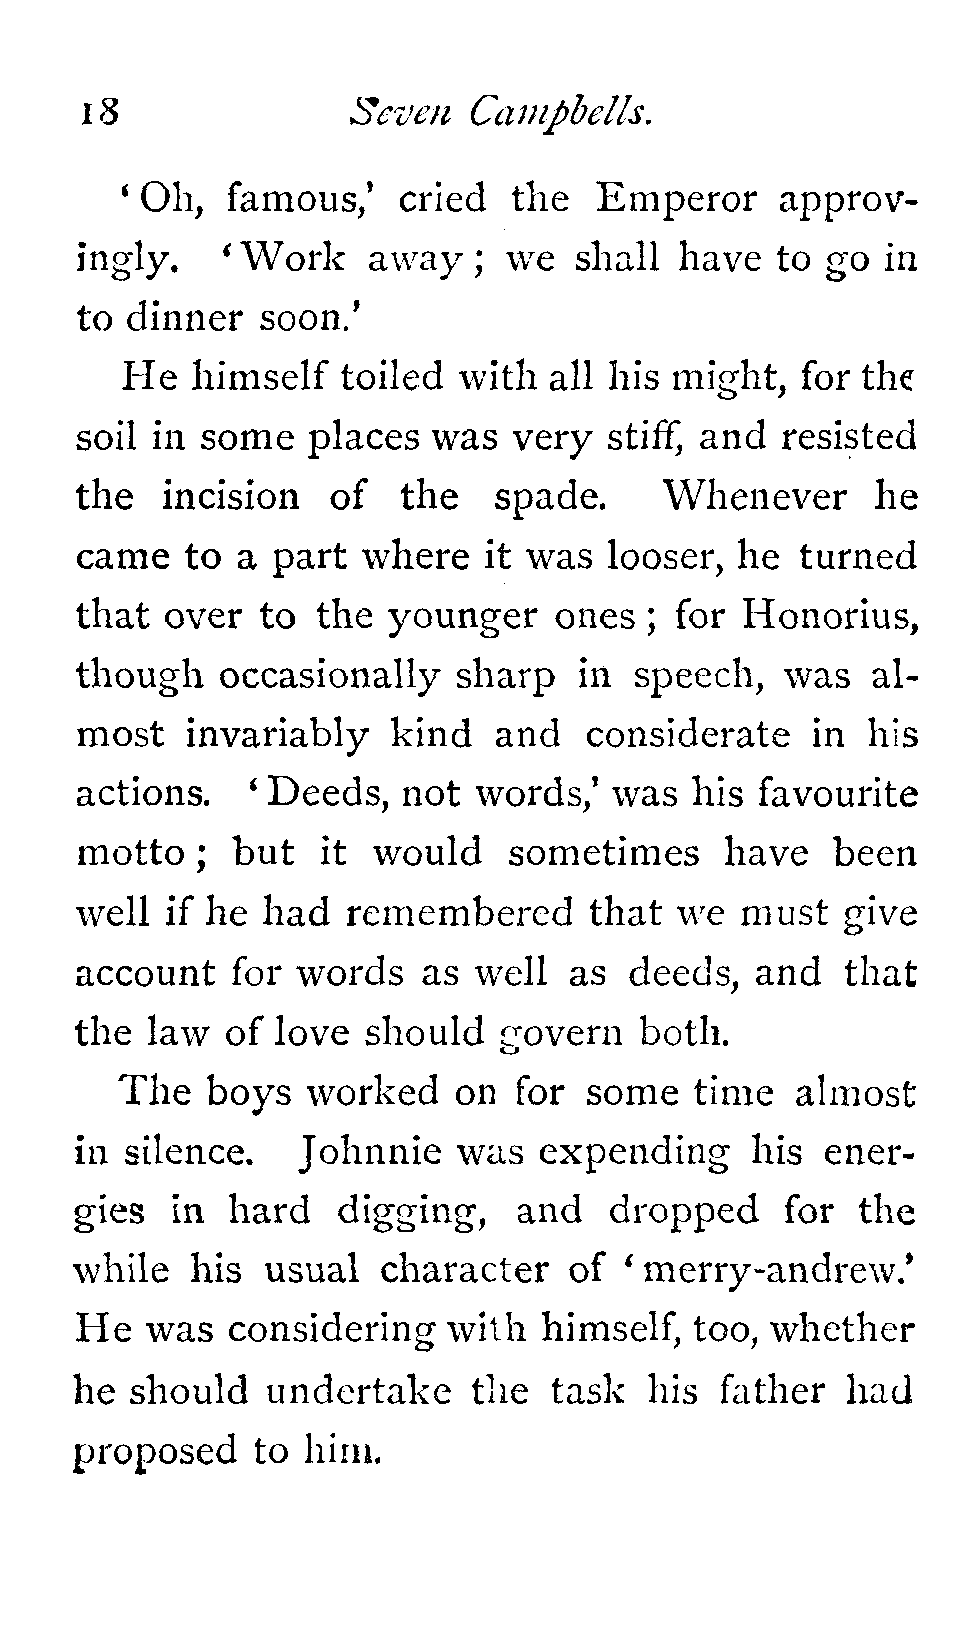 18 Seven Campbells.
‘Oh, famous,’ cried the Emperor approv-
ingly. ‘Work away; we shall have to go in
to dinner soon.’
He himself toiled with all his might, for the
soil in some places was very stiff, and resisted
the incision of the spade. Whenever he
came to a part where it was looser, he turned
that over to the younger ones; for Honorius,
though occasionally sharp in speech, was al-
most invariably kind and considerate in his
actions. ‘Deeds, not words,’ was his favourite
motto; but it would sometimes have been
well if he had remembered that we must give
account for words as well as deeds, and that
the law of love should govern both.
The boys worked on for some time almost
in silence. Johnnie was expending his ener-
gies in hard digging, and dropped for the
while his usual character of ‘merry-andrew.’
He was considering with himself, too, whether
he should undertake the task his father had
proposed to him.